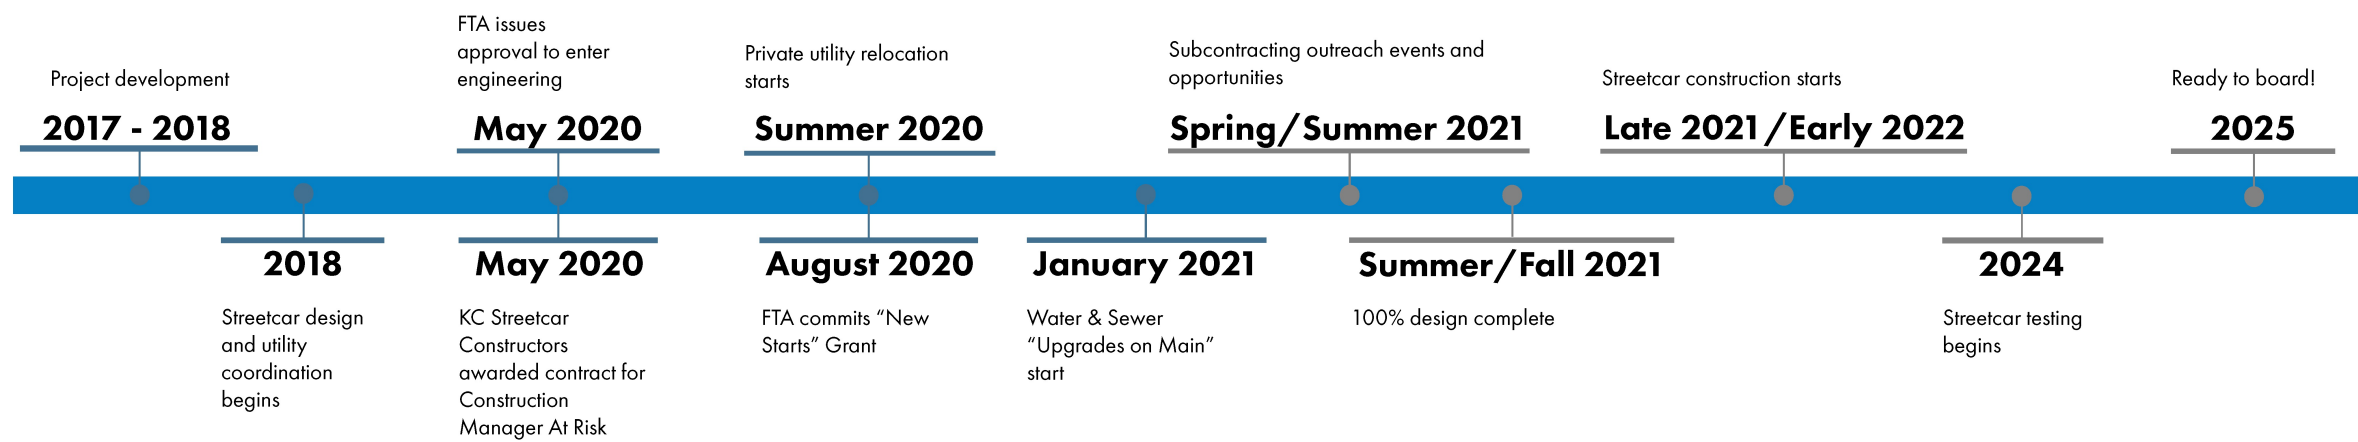 Project development
2017 - 2018
2018
Streetcar design
and utility
coordination
begins
FTA issues
approval to enter
engineering
May 2020
May 2020
KC Streetcar
Constructors
awarded contract for
Construction
Manager At Risk
Private utility relocation
starts
Summer 2020
August 2020
FTA commits “New
Starts” Grant
January 2021
Water & Sewer
“Upgrades on Main”
start
Subcontracting outreach events and
opportunities
Spring/Summer 2021
Summer/Fall 2021
100% design complete
Streetcar construction starts
Late 2021/Early 2022
2024
Streetcar testing
begins
Ready to board!
2025